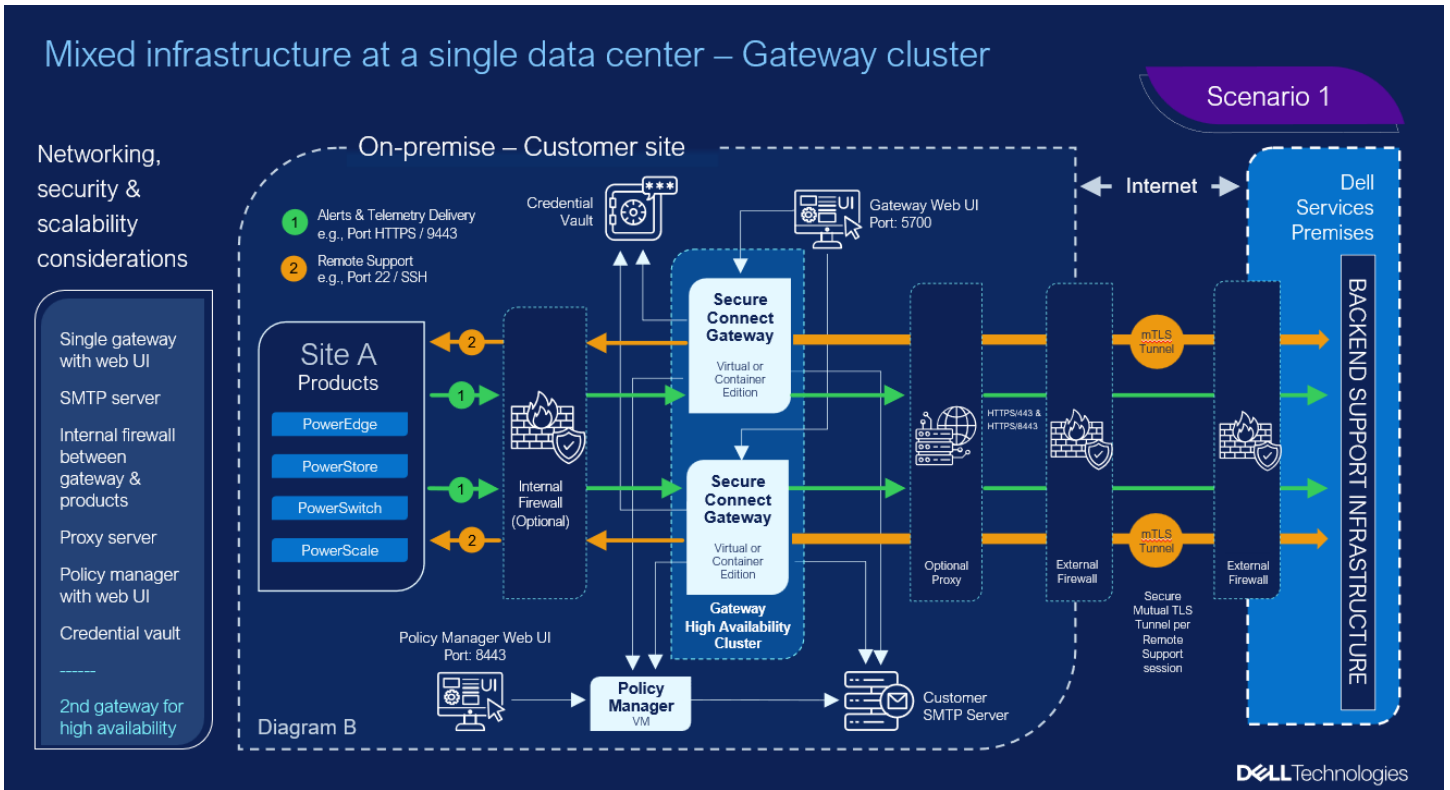 Mixed infrastructure at a single data center – Gateway cluster
Scenario 1
Networking,
security &
scalability
considerations
Single gateway
with web UI
SMTP server
Internal firewall
between
gateway &
products
Proxy server
Policy manager
with web UI
Credential vault
------
2nd gateway for
high availability
On-premise – Customer site
1
Alerts & Telemetry Delivery
e.g., Port HTTPS / 9443
2
Remote Support
e.g., Port 22 / SSH
Credential
Vault
***
UI
Gateway Web UI
Port: 5700
Internet
Dell
Services
Premises
Site A
Products
PowerEdge
PowerStore
PowerSwitch
PowerScale
2
1
1
2
Internal
Firewall
(Optional)
Secure
Connect
Gateway
Virtual or
Container
Edition
Secure
Connect
Gateway
Virtual or
Container
Edition
Gateway
High Availability
Cluster
Optional
Proxy
HTTPS/443 &
HTTPS/8443
External
Firewall
mTLS
Tunnel
mTLS
Tunnel
Secure
Mutual TLS
Tunnel per
Remote
Support
session
External
Firewall
BACKEND SUPPORT INFRASTRUCTURE
Policy Manager Web UI
Port: 8443
UI
Policy
Manager
VM
Customer
SMTP Server
Diagram B
DELLTechnologies